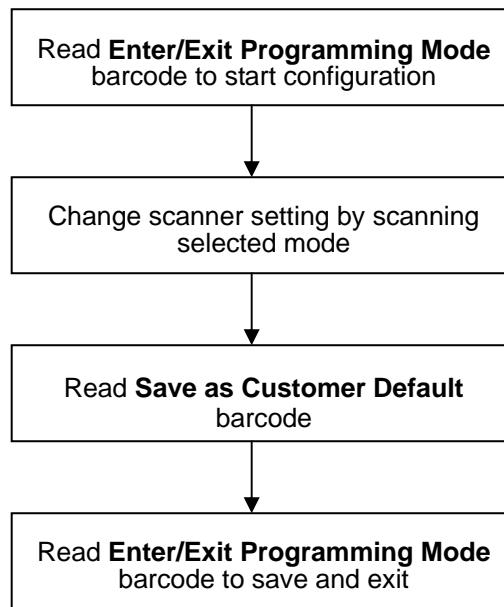 Read Enter/Exit Programming Mode
barcode to start configuration
Change scanner setting by scanning
selected mode
Read Save as Customer Default
barcode
Read Enter/Exit Programming Mode
barcode to save and exit